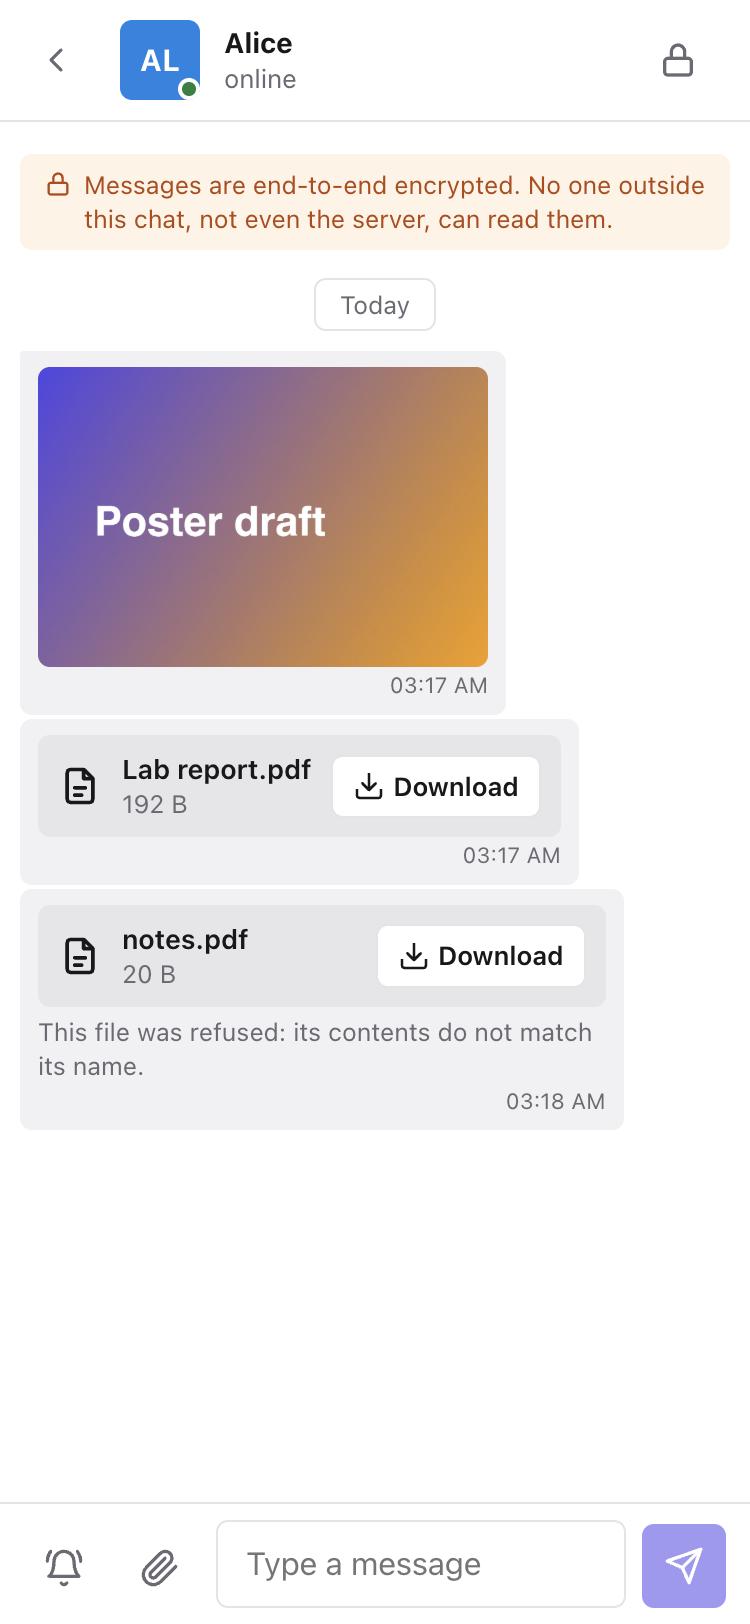 AL
Alice
online
Messages are end-to-end encrypted. No one outside
this chat, not even the server, can read them.
Today
Poster draft
03:17 AM
Lab report.pdf
192 B
Download
03:17 AM
notes.pdf
20 B
Download
This file was refused: its contents do not match
its name.
03:18 AM
Type a message